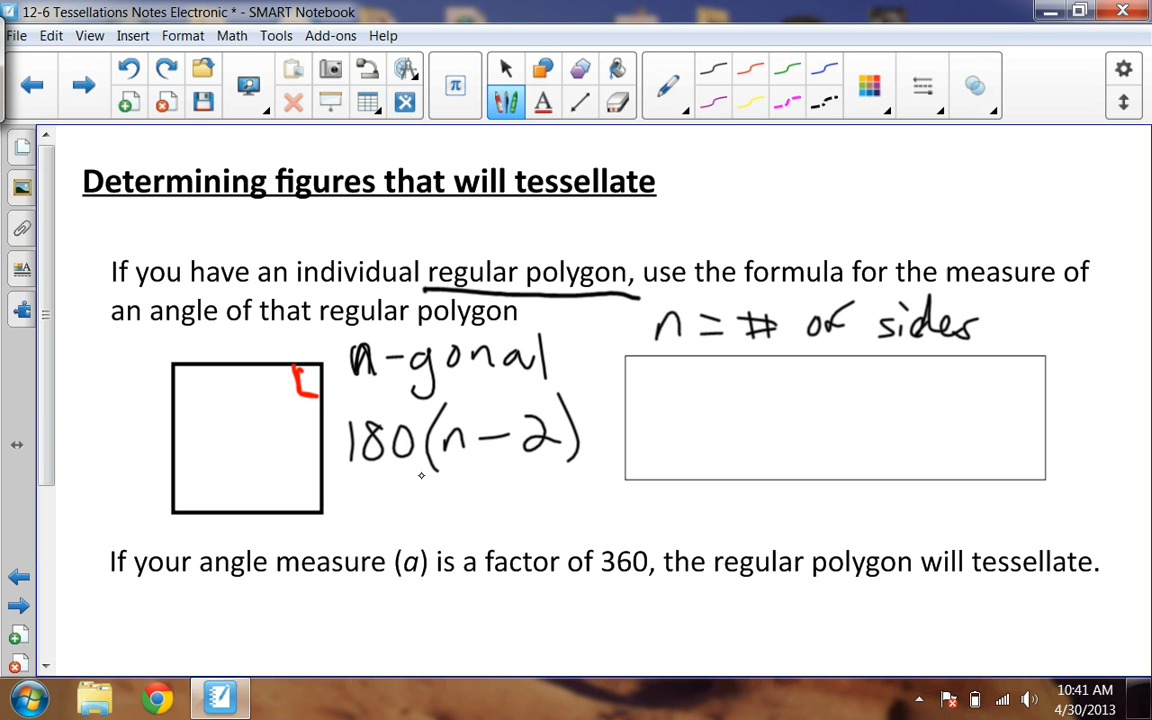 12-6 Tessellations Notes Electronic * - SMART Notebook
File Edit View Insert Format Math Tools Add-ons Help
π
A
Determining figures that will tessellate
If you have an individual regular polygon, use the formula for the measure of
an angle of that regular polygon
n = # of sides
n-gonal
180(n-2)
If your angle measure (a) is a factor of 360, the regular polygon will tessellate.
10:41 AM
4/30/2013